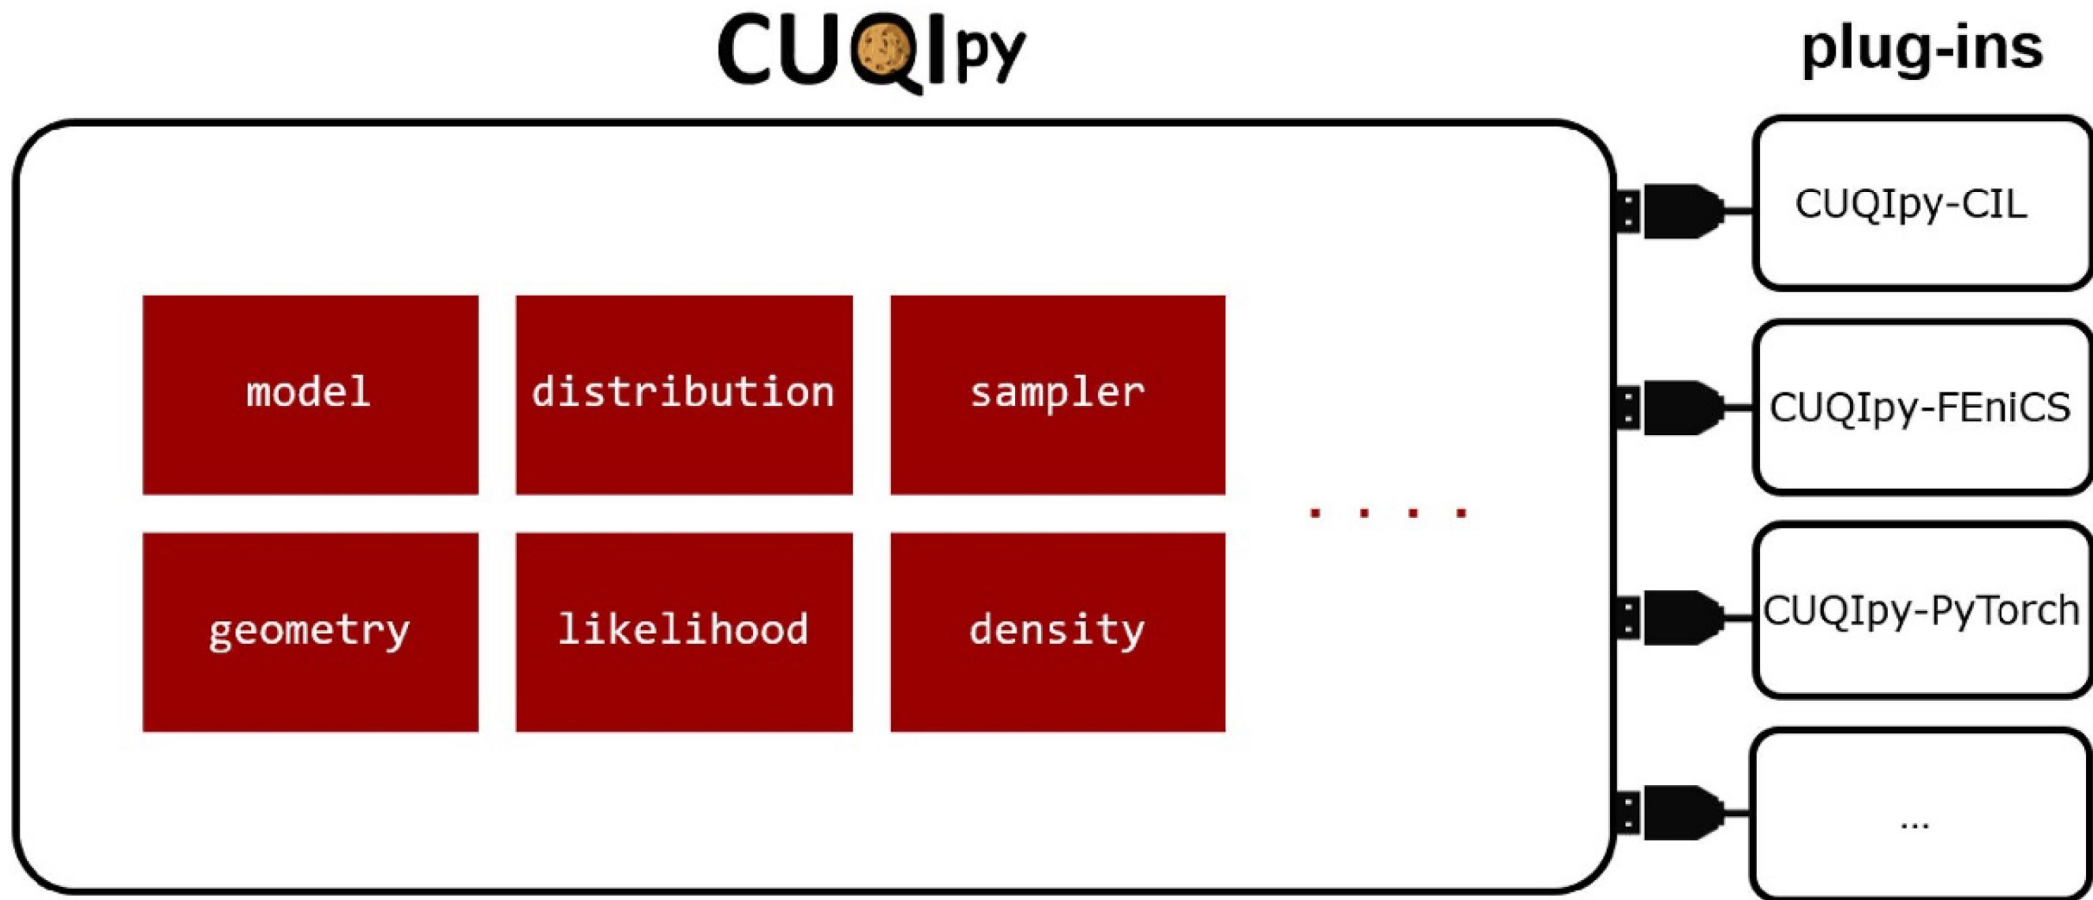 CUQIpy
plug-ins
model
distribution
sampler
. . . .
geometry
likelihood
density
CUQIpy-CIL
CUQIpy-FEniCS
CUQIpy-PyTorch
...